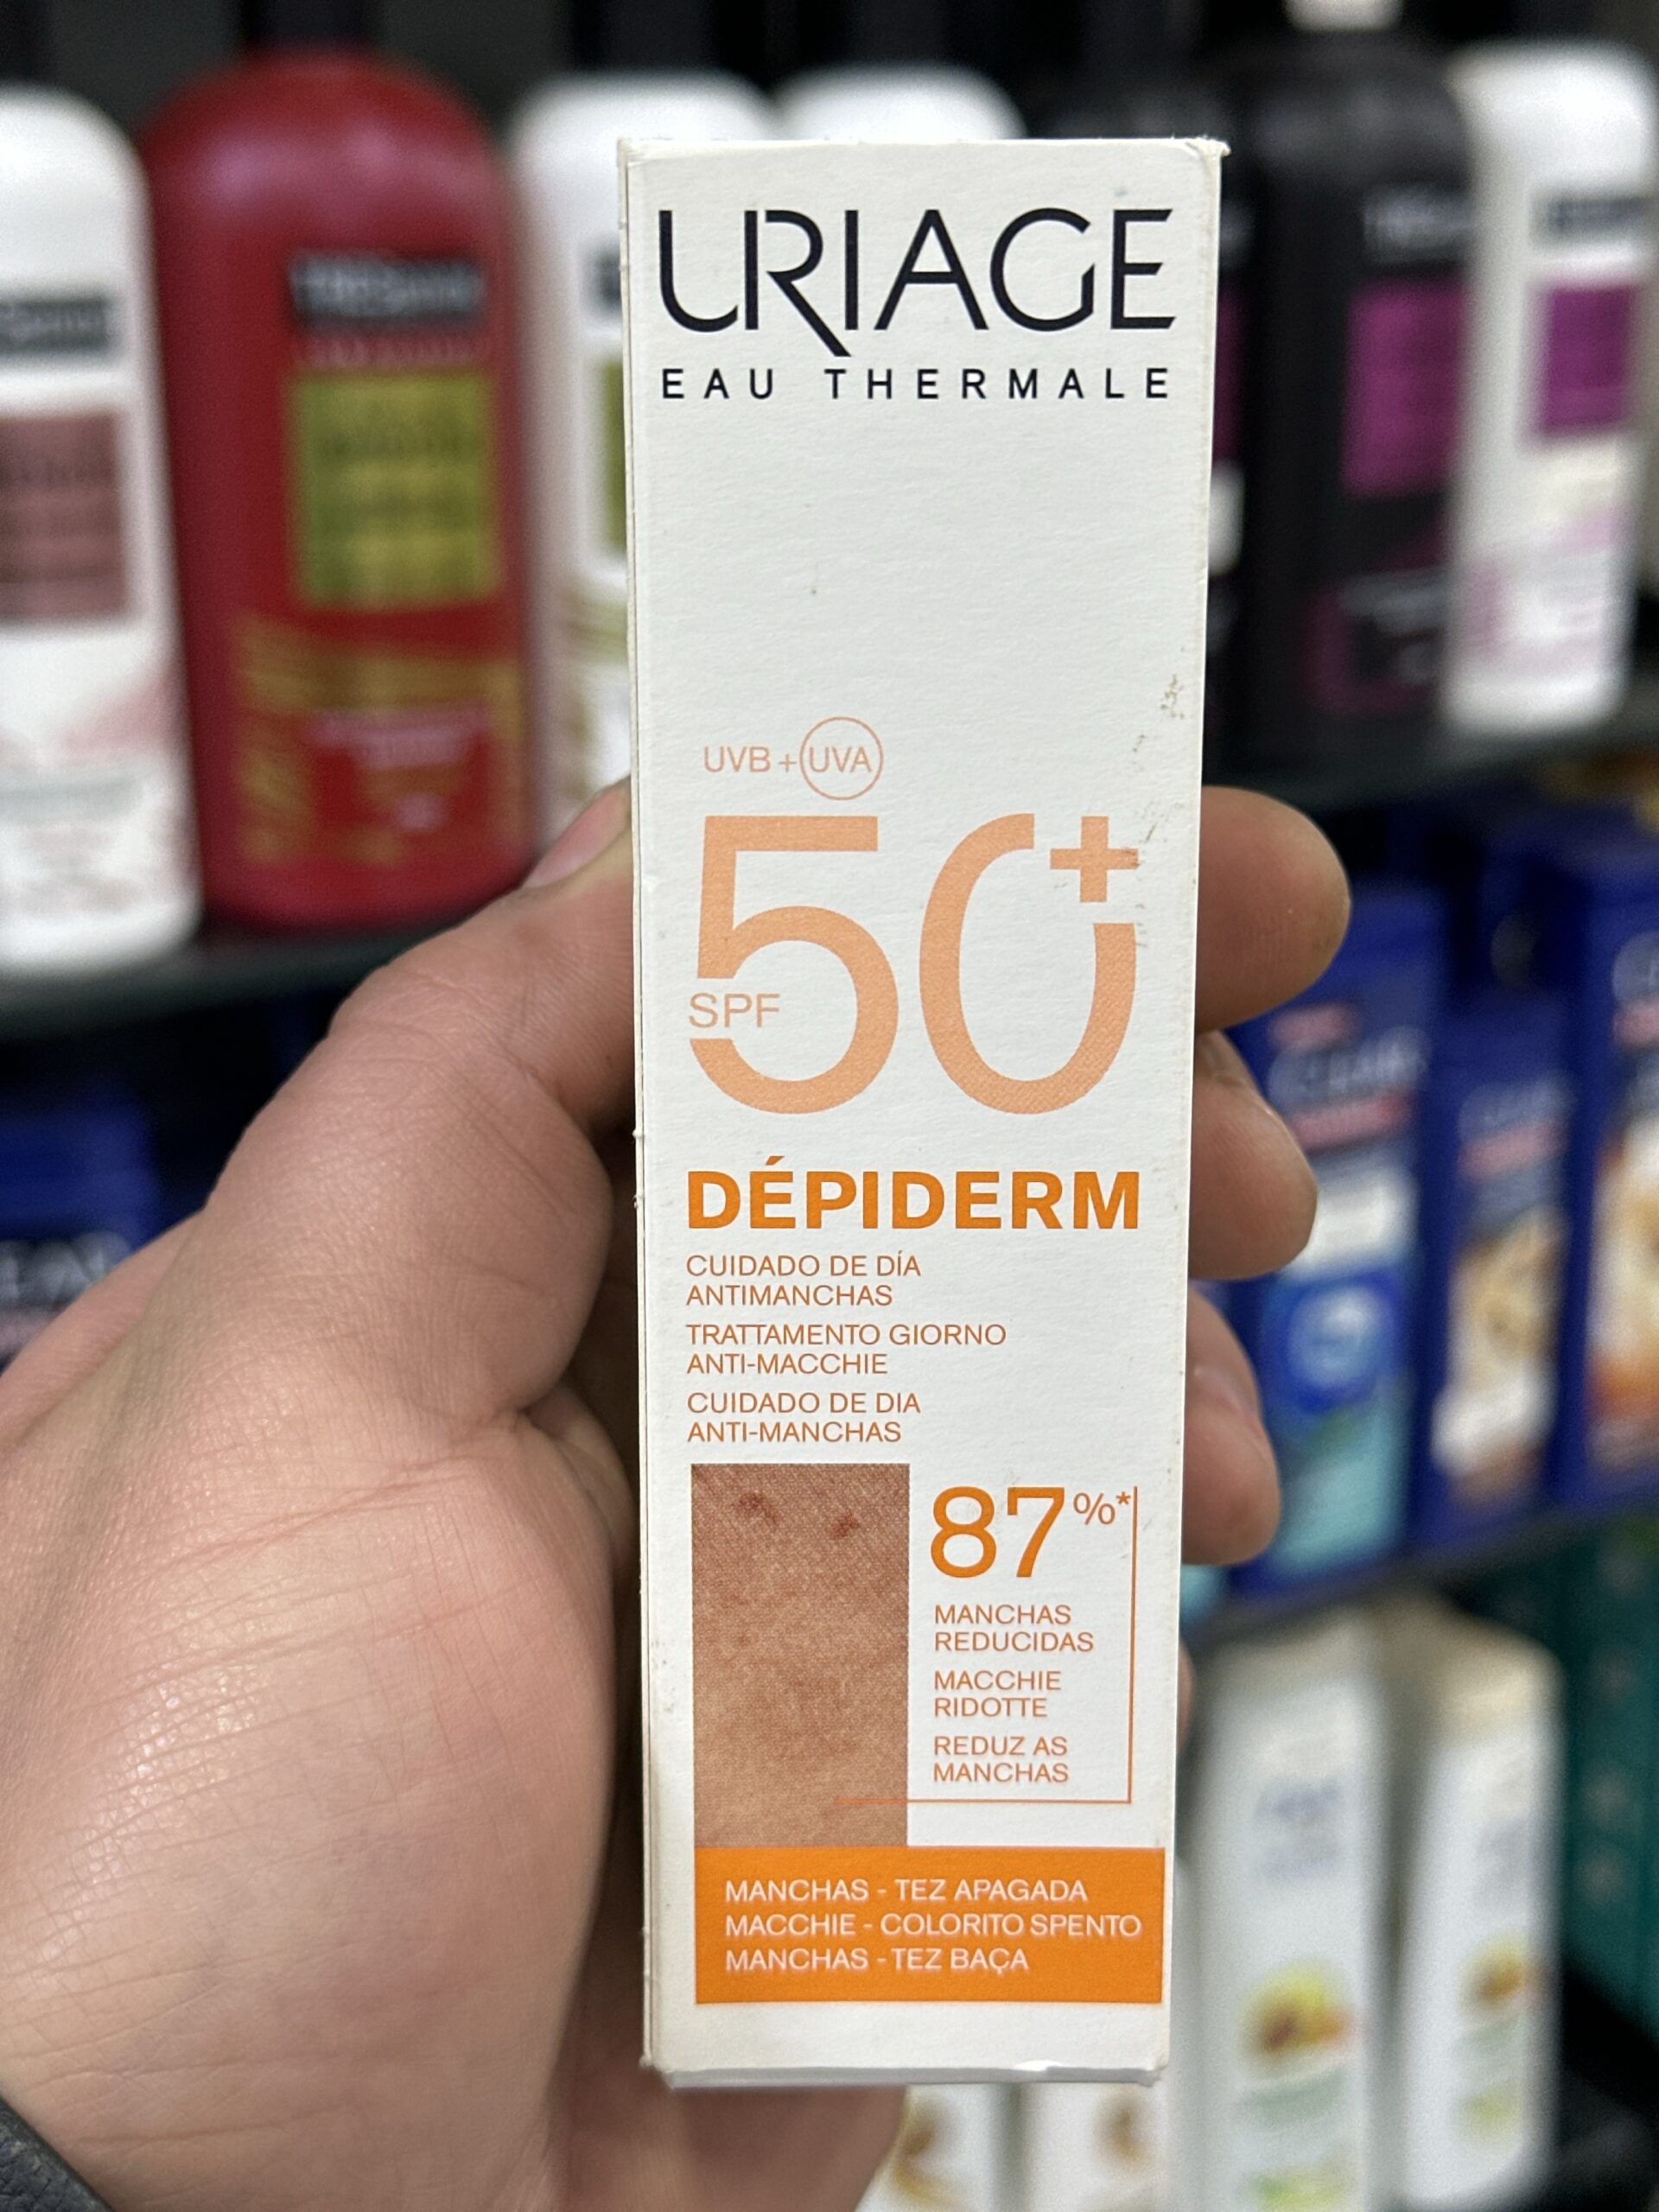 URIAGE
EAU THERMALE
UVB + UVA
50+
SPF
DÉPIDERM
CUIDADO DE DÍA
ANTIMANCHAS
TRATTAMENTO GIORNO
ANTI-MACCHIE
CUIDADO DE DIA
ANTI-MANCHAS
87%*
MANCHAS
REDUCIDAS
MACCHIE
RIDOTTE
REDUZ AS
MANCHAS
MANCHAS - TEZ APAGADA
MACCHIE - COLORITO SPENTO
MANCHAS - TEZ BAÇA